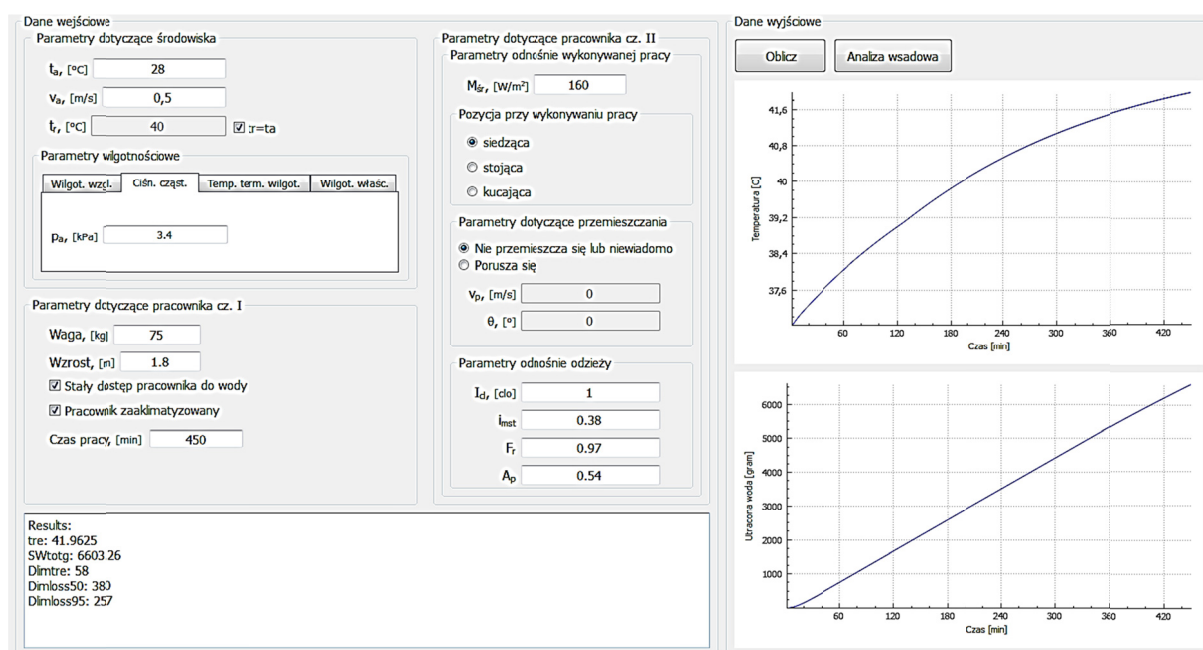 Dane wejściowe
Parametry dotyczące środowiska
ta, [°C] 28
va, [m/s] 0,5
tr, [°C] 40 tr=ta
Parametry wilgotnościowe
Wilgot. wzgl. Ciśn. cząst. Temp. term. wilgot. Wilgot. właśc.
pa, [kPa] 3.4
Parametry dotyczące pracownika cz. I
Waga, [kg] 75
Wzrost, [m] 1.8
Stały dostęp pracownika do wody
Pracownik zaaklimatyzowany
Czas pracy, [min] 450
Parametry dotyczące pracownika cz. II
Parametry odnośnie wykonywanej pracy
Mśr, [W/m²] 160
Pozycja przy wykonywaniu pracy
siedząca
stojąca
kucająca
Parametry dotyczące przemieszczania
Nie przemieszcza się lub niewiadomo
Porusza się
vp, [m/s] 0
θ, [°] 0
Parametry odnośnie odzieży
Icl, [clo] 1
imst 0.38
Fr 0.97
Ap 0.54
Results:
tre: 41.9625
SWtotg: 6603.26
Dlimtre: 58
Dlimloss50: 380
Dlimloss95: 257
Dane wyjściowe
Oblicz Analiza wsadowa
Temperatura [C]
41,6
40,8
40
39,2
38,4
37,6
60 120 180 240 300 360 420
Czas [min]
Utracona woda [gram]
6000
5000
4000
3000
2000
1000
60 120 180 240 300 360 420
Czas [min]